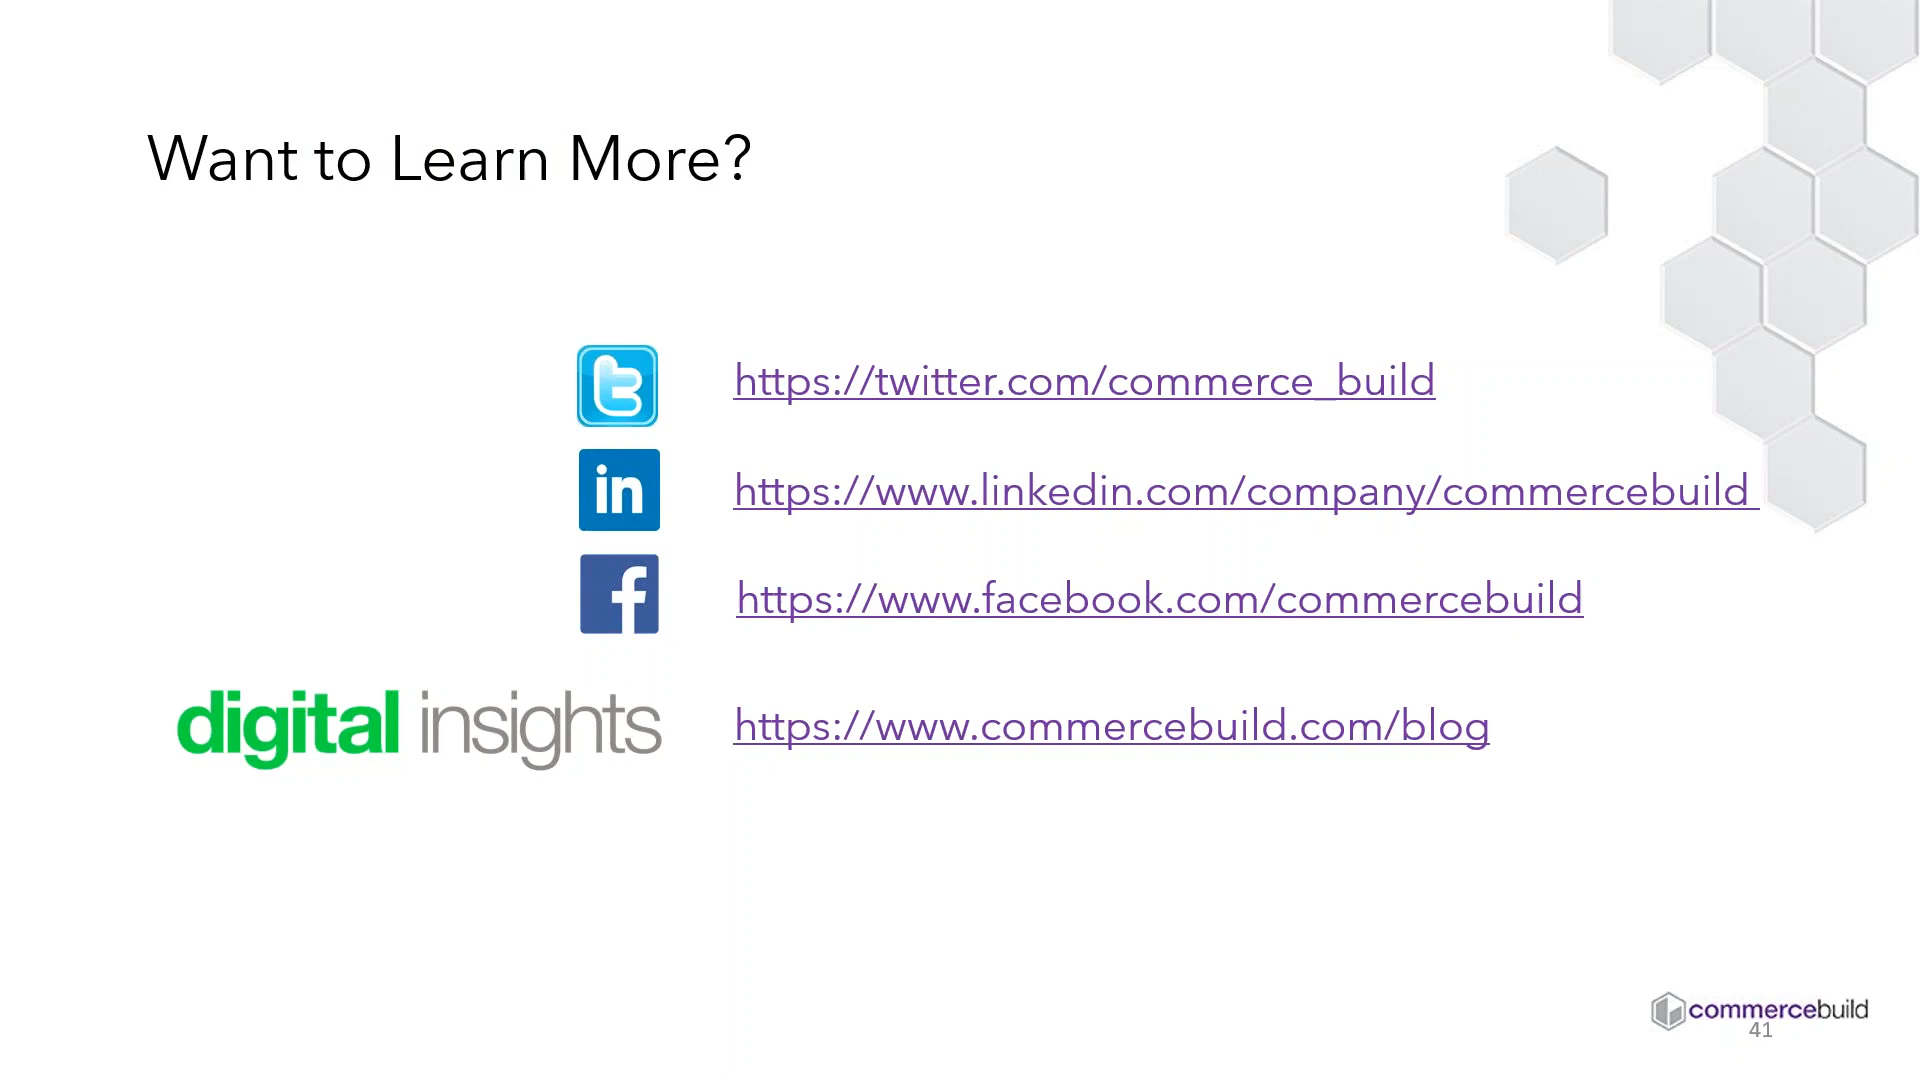 Want to Learn More?
https://twitter.com/commerce_build
in
https://www.linkedin.com/company/commercebuild
f
https://www.facebook.com/commercebuild
digital insights
https://www.commercebuild.com/blog
commercebuild
41